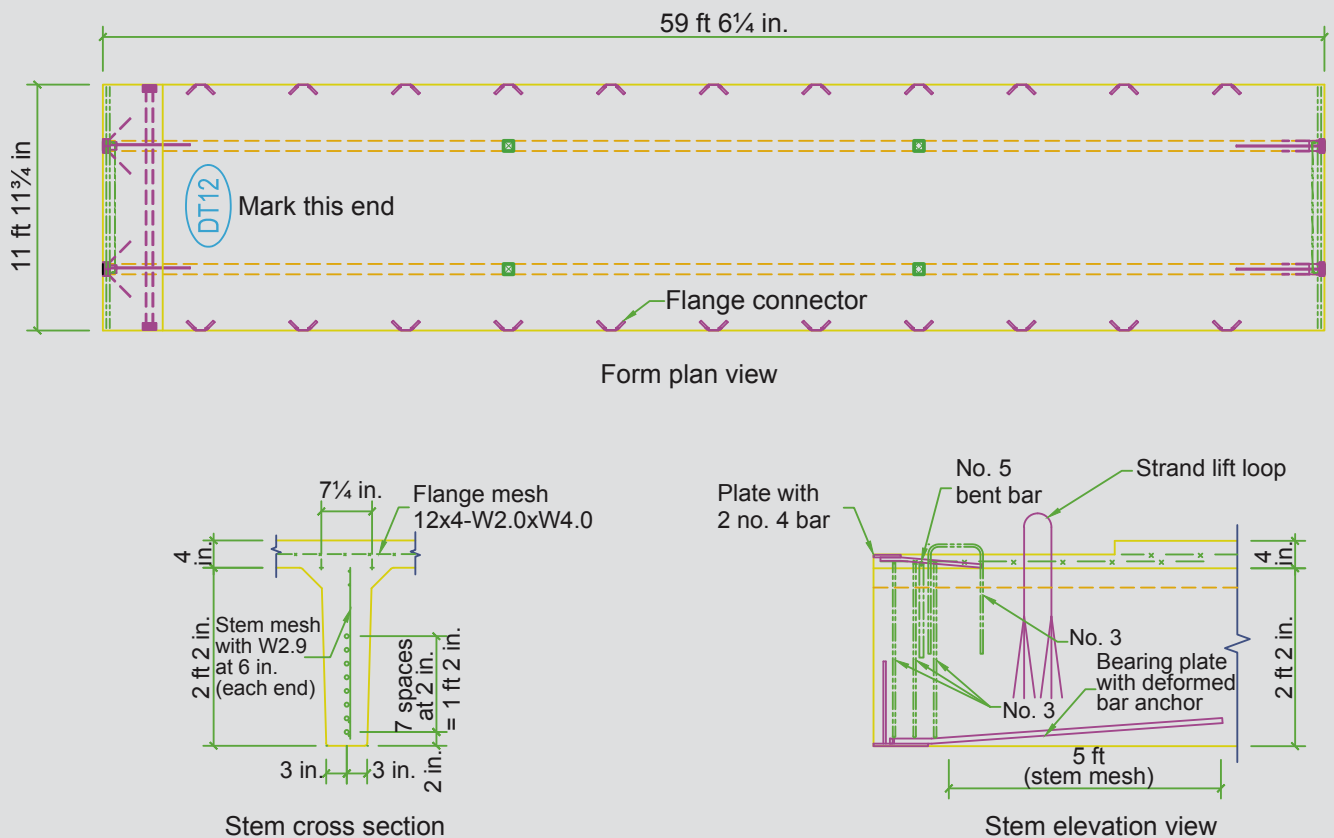 59 ft 6¼ in.
11 ft 11¾ in
DT12
Mark this end
Flange connector
Form plan view
7¼ in.
Flange mesh
12x4-W2.0xW4.0
4
in.
2 ft 2 in.
Stem mesh
with W2.9
at 6 in.
(each end)
7 spaces
at 2 in.
= 1 ft 2 in.
3 in.
3 in.
2 in.
Stem cross section
Plate with
2 no. 4 bar
No. 5
bent bar
Strand lift loop
4
in.
No. 3
Bearing plate
with deformed
bar anchor
No. 3
2 ft 2 in.
5 ft
(stem mesh)
Stem elevation view